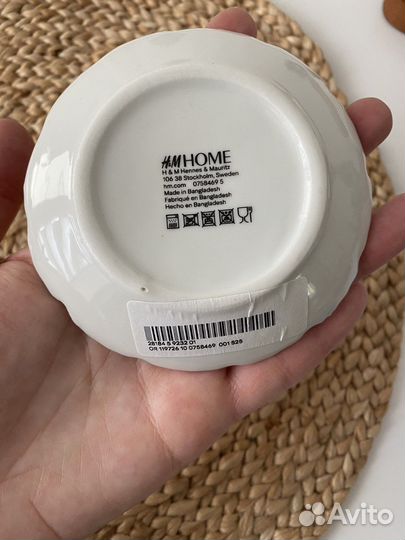 H&M HOME
H & M Hennes & Mauritz
106 38 Stockholm, Sweden
hm.com 0758469 5
Made in Bangladesh
Fabriqué en Bangladesh
Hecho en Bangladesh
28184 5 9232 01
OR 119726 10 0758469 001 525
Avito